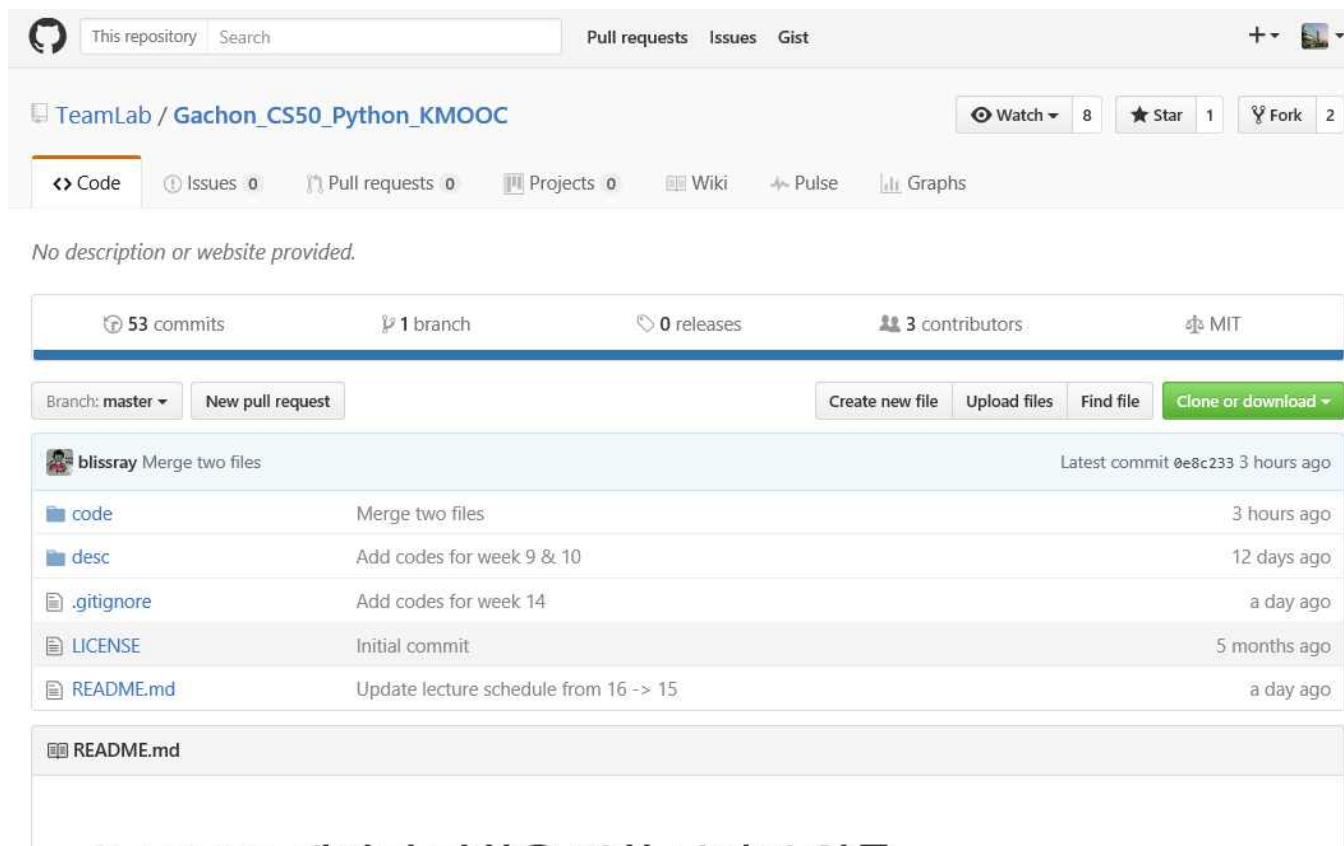 This repository Search Pull requests Issues Gist
TeamLab / Gachon_CS50_Python_KMOOC Watch 8 Star 1 Fork 2
<> Code Issues 0 Pull requests 0 Projects 0 Wiki Pulse Graphs
No description or website provided.
53 commits 1 branch 0 releases 3 contributors MIT
Branch: master New pull request Create new file Upload files Find file Clone or download
blissray Merge two files Latest commit 0e8c233 3 hours ago
code Merge two files 3 hours ago
desc Add codes for week 9 & 10 12 days ago
.gitignore Add codes for week 14 a day ago
LICENSE Initial commit 5 months ago
README.md Update lecture schedule from 16 -> 15 a day ago
README.md